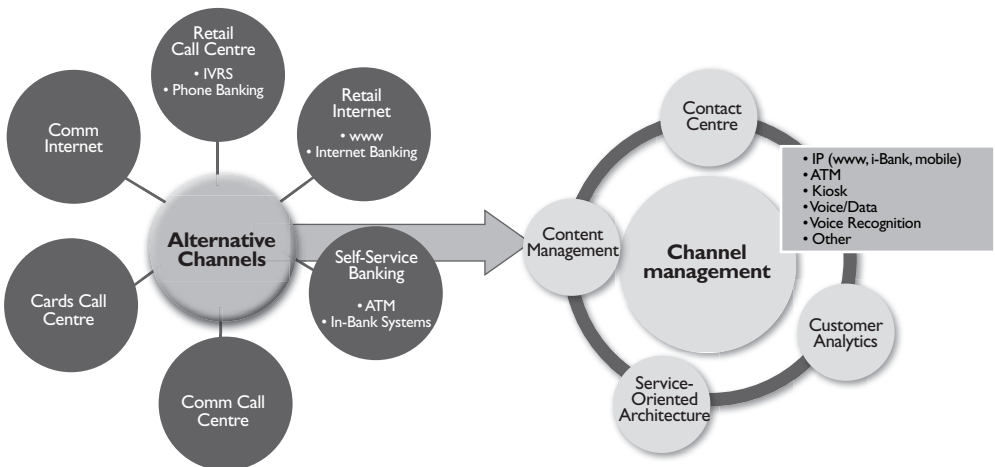 Retail
Call Centre
• IVRS
• Phone Banking
Retail
Internet
• www
• Internet Banking
Comm
Internet
Alternative
Channels
Self-Service
Banking
• ATM
• In-Bank Systems
Cards Call
Centre
Comm Call
Centre
Contact
Centre
• IP (www, i-Bank, mobile)
• ATM
• Kiosk
• Voice/Data
• Voice Recognition
• Other
Content
Management
Channel
management
Customer
Analytics
Service-
Oriented
Architecture